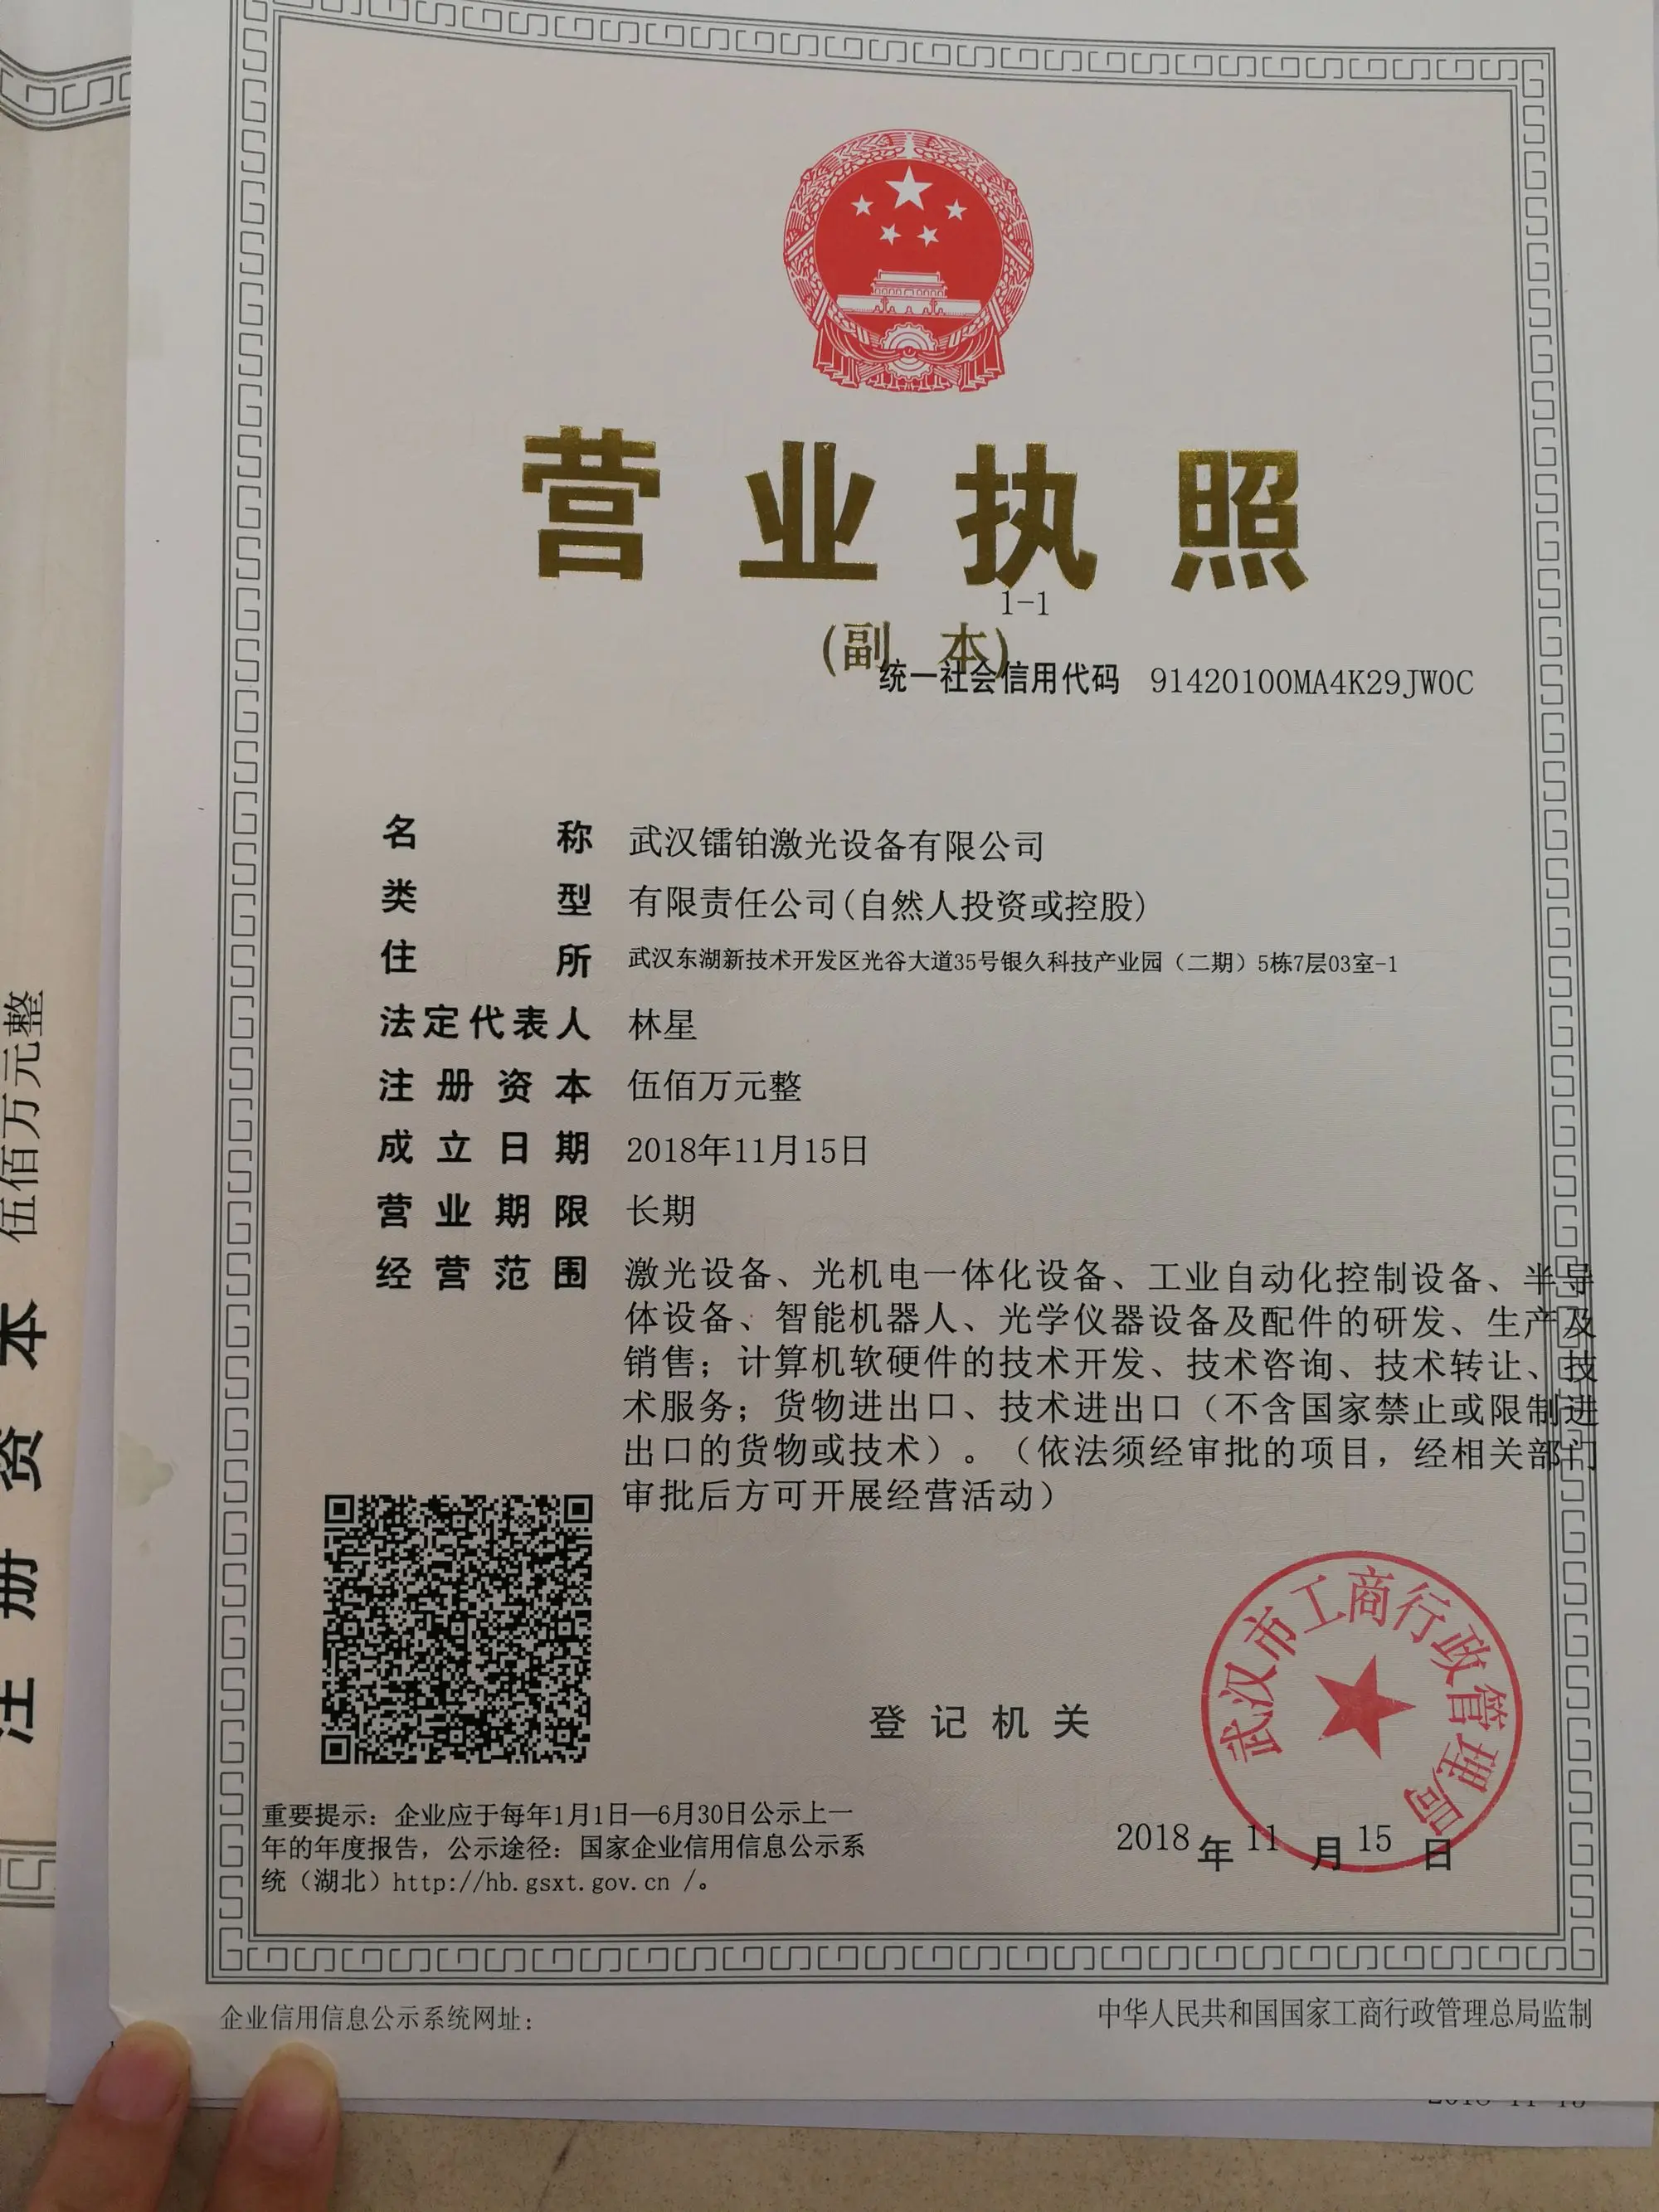 营业执照
1-1
(副 本)
统一社会信用代码 91420100MA4K29JW0C
名 称 武汉镭铂激光设备有限公司
类 型 有限责任公司(自然人投资或控股)
住 所 武汉东湖新技术开发区光谷大道35号银久科技产业园（二期）5栋7层03室-1
法定代表人 林星
注 册 资 本 伍佰万元整
成 立 日 期 2018年11月15日
营 业 期 限 长期
经 营 范 围 激光设备、光机电一体化设备、工业自动化控制设备、半导
体设备、智能机器人、光学仪器设备及配件的研发、生产及
销售；计算机软硬件的技术开发、技术咨询、技术转让、技
术服务；货物进出口、技术进出口（不含国家禁止或限制进
出口的货物或技术）。（依法须经审批的项目，经相关部门
审批后方可开展经营活动）
登 记 机 关
武汉市工商行政管理局
2018 年 11 月 15 日
重要提示：企业应于每年1月1日—6月30日公示上一
年的年度报告，公示途径：国家企业信用信息公示系
统（湖北）http://hb.gsxt.gov.cn /。
企业信用信息公示系统网址：
中华人民共和国国家工商行政管理总局监制
注 册 资 本 伍佰万元整